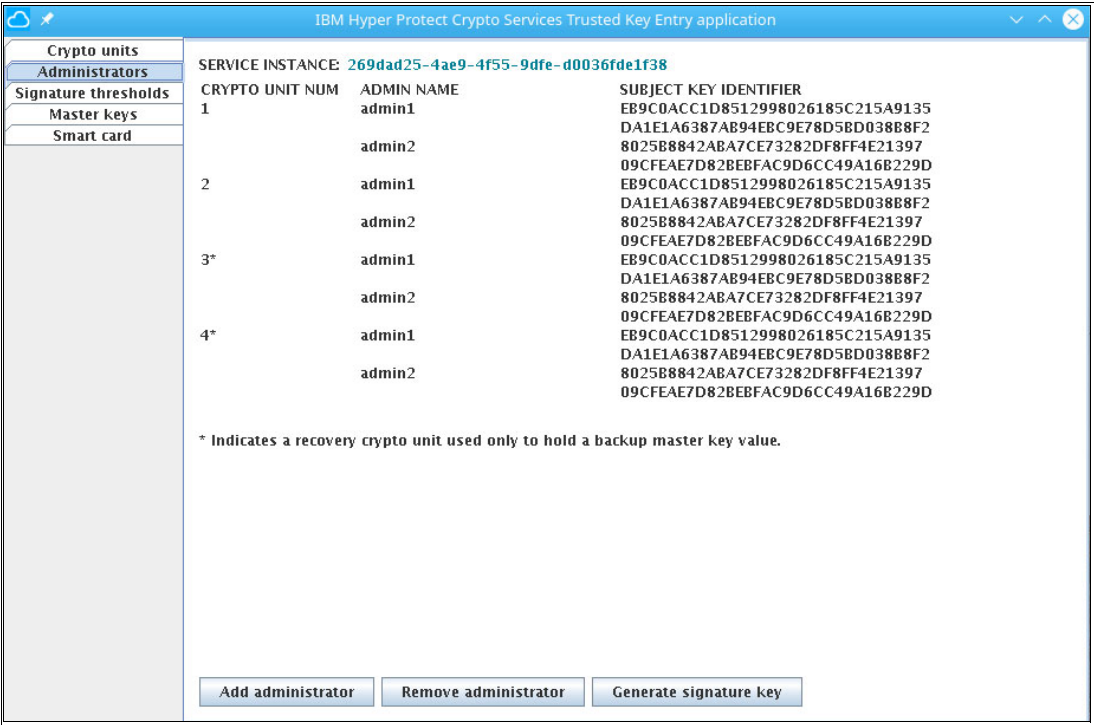 IBM Hyper Protect Crypto Services Trusted Key Entry application
Crypto units
Administrators
Signature thresholds
Master keys
Smart card
SERVICE INSTANCE: 269dad25-4ae9-4f55-9dfe-d0036fde1f38
CRYPTO UNIT NUM ADMIN NAME SUBJECT KEY IDENTIFIER
1 admin1 EB9C0ACC1D8512998026185C215A9135
DA1E1A6387AB94EBC9E78D5BD038B8F2
admin2 8025B8842ABA7CE73282DF8FF4E21397
09CFEAE7D82BEBFAC9D6CC49A16B229D
2 admin1 EB9C0ACC1D8512998026185C215A9135
DA1E1A6387AB94EBC9E78D5BD038B8F2
admin2 8025B8842ABA7CE73282DF8FF4E21397
09CFEAE7D82BEBFAC9D6CC49A16B229D
3* admin1 EB9C0ACC1D8512998026185C215A9135
DA1E1A6387AB94EBC9E78D5BD038B8F2
admin2 8025B8842ABA7CE73282DF8FF4E21397
09CFEAE7D82BEBFAC9D6CC49A16B229D
4* admin1 EB9C0ACC1D8512998026185C215A9135
DA1E1A6387AB94EBC9E78D5BD038B8F2
admin2 8025B8842ABA7CE73282DF8FF4E21397
09CFEAE7D82BEBFAC9D6CC49A16B229D
* Indicates a recovery crypto unit used only to hold a backup master key value.
Add administrator Remove administrator Generate signature key